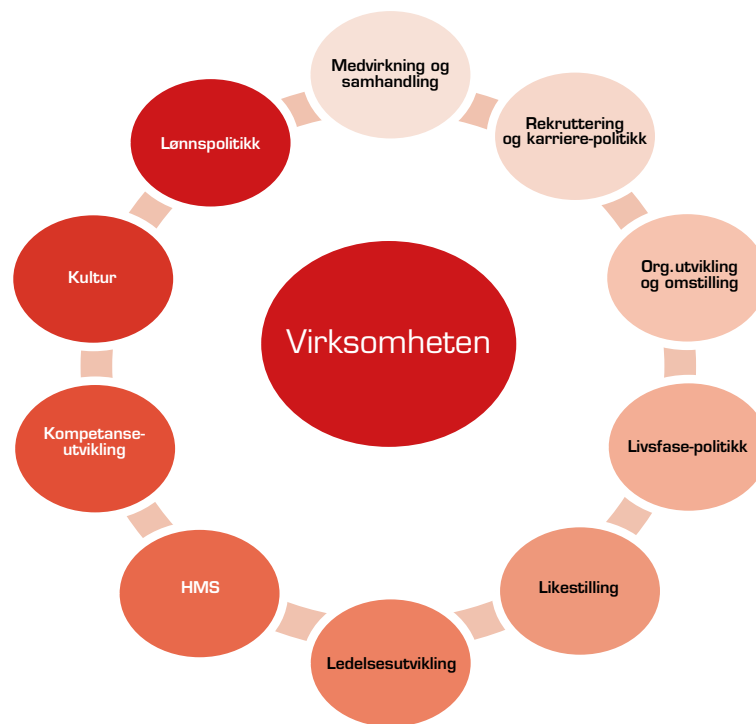 Medvirkning og
samhandling
Rekruttering
og karriere-politikk
Org.utvikling
og omstilling
Livsfase-politikk
Likestilling
Ledelsesutvikling
HMS
Kompetanse-
utvikling
Kultur
Lønnspolitikk
Virksomheten